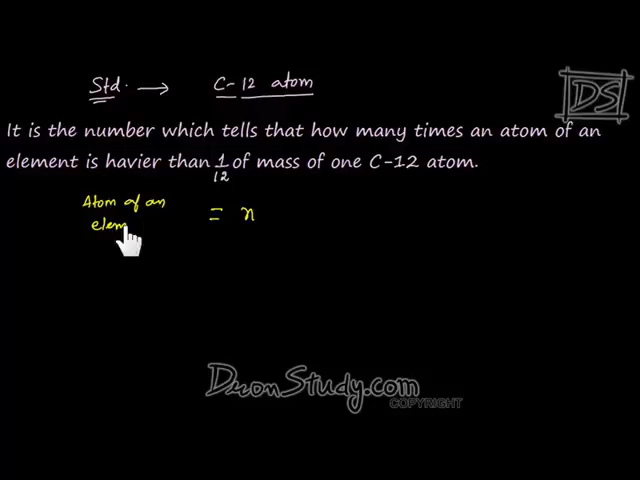 Std. → C-12 atom
DS
It is the number which tells that how many times an atom of an
element is havier than 1/12 of mass of one C-12 atom.
Atom of an
elem = n
DronStudy.com
COPYRIGHT